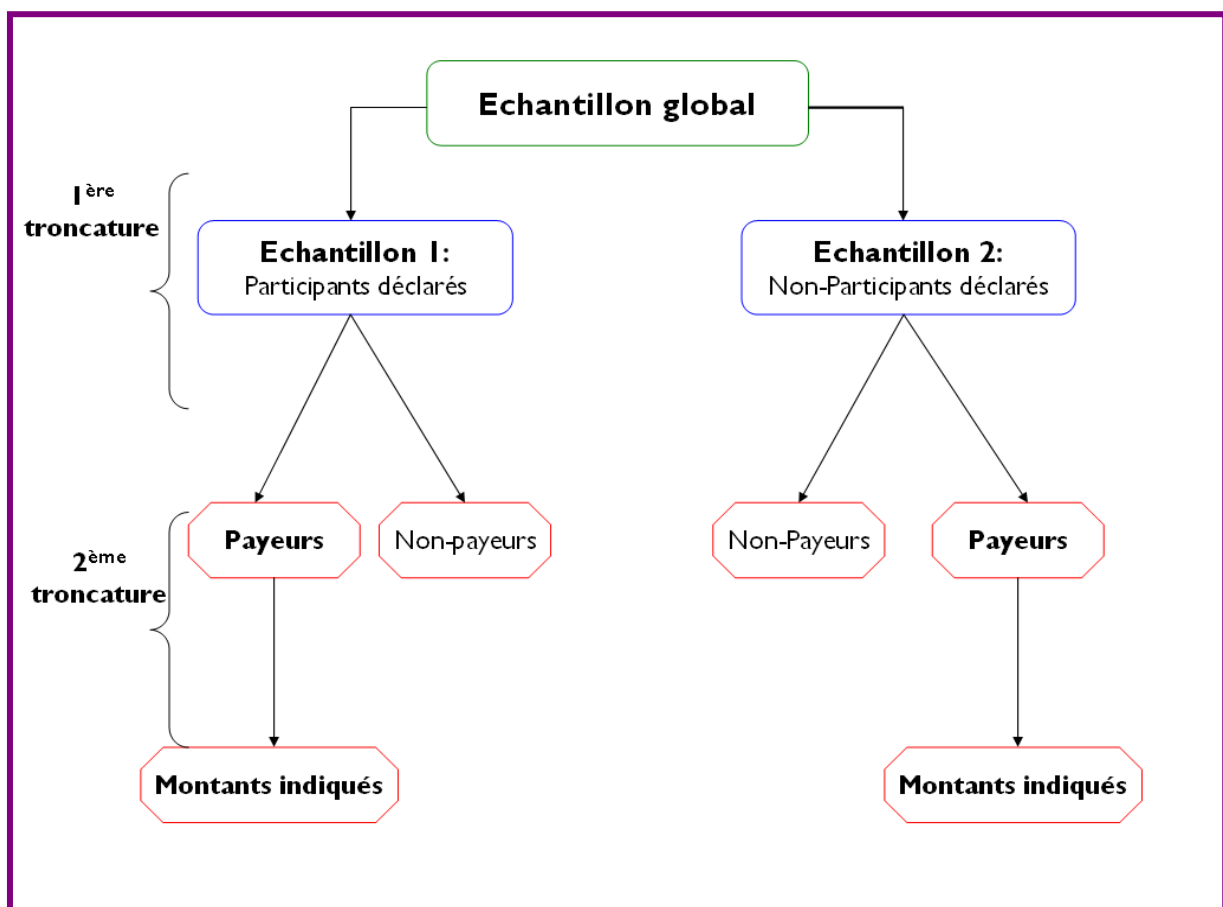 Echantillon global
1ère
troncature
Echantillon 1:
Participants déclarés
Echantillon 2:
Non-Participants déclarés
2ème
troncature
Payeurs
Non-payeurs
Non-Payeurs
Payeurs
Montants indiqués
Montants indiqués